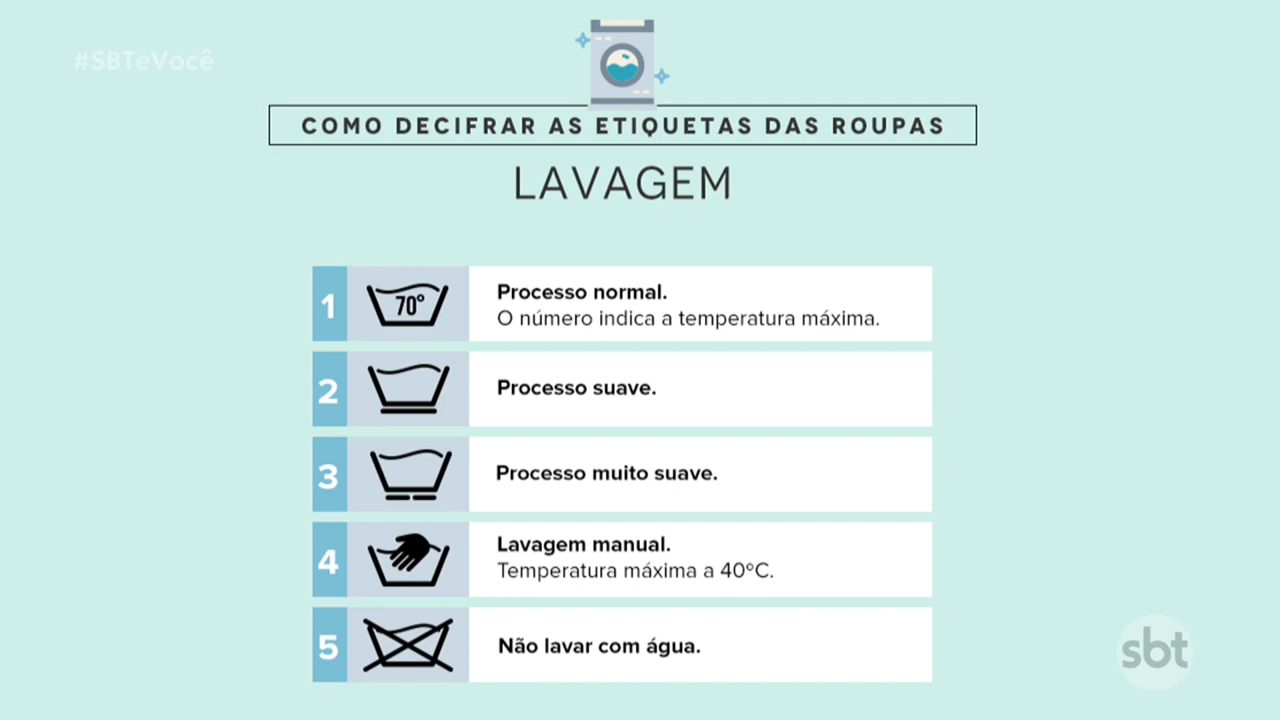 #SBTeVocê
COMO DECIFRAR AS ETIQUETAS DAS ROUPAS
LAVAGEM
1
70°
Processo normal.
O número indica a temperatura máxima.
2
Processo suave.
3
Processo muito suave.
4
Lavagem manual.
Temperatura máxima a 40ºC.
5
Não lavar com água.
sbt